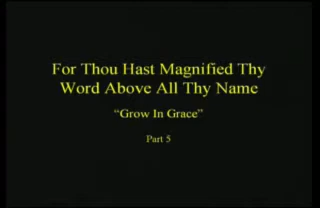 For Thou Hast Magnified Thy
Word Above All Thy Name
“Grow In Grace”
Part 5